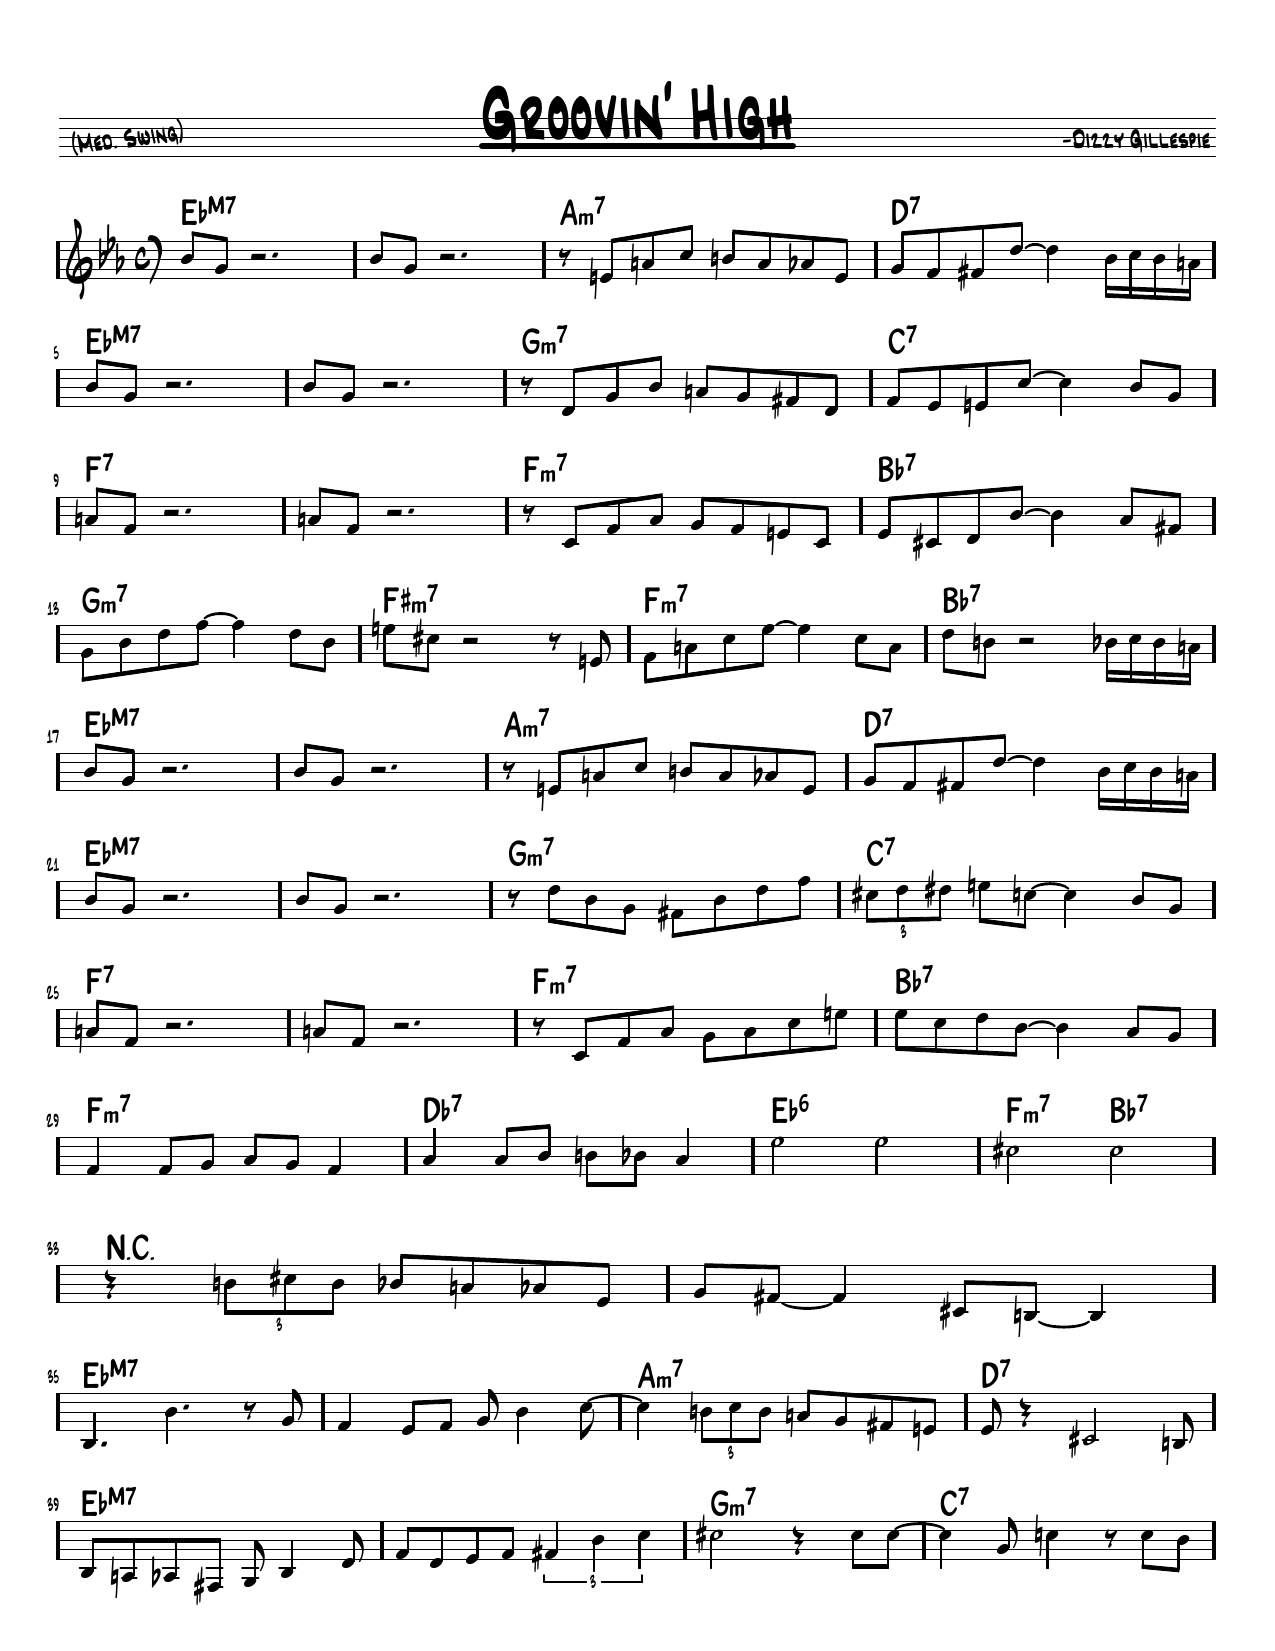 Groovin' High
(Med. Swing)
-Dizzy Gillespie
E♭M7 Am7 D7
5 E♭M7 Gm7 C7
9 F7 Fm7 B♭7
13 Gm7 F#m7 Fm7 B♭7
17 E♭M7 Am7 D7
21 E♭M7 Gm7 C7
3
25 F7 Fm7 B♭7
29 Fm7 D♭7 E♭6 Fm7 B♭7
33 N.C.
3
35 E♭M7 Am7 D7
3
39 E♭M7 Gm7 C7
3